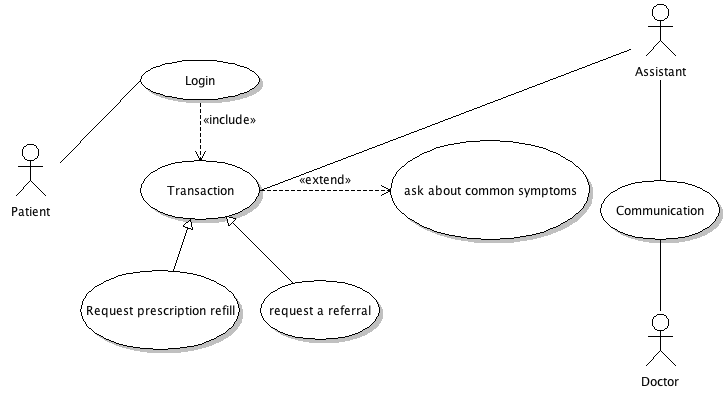 Assistant
Login
«include»
Patient
Transaction
«extend»
ask about common symptoms
Communication
Request prescription refill
request a referral
Doctor